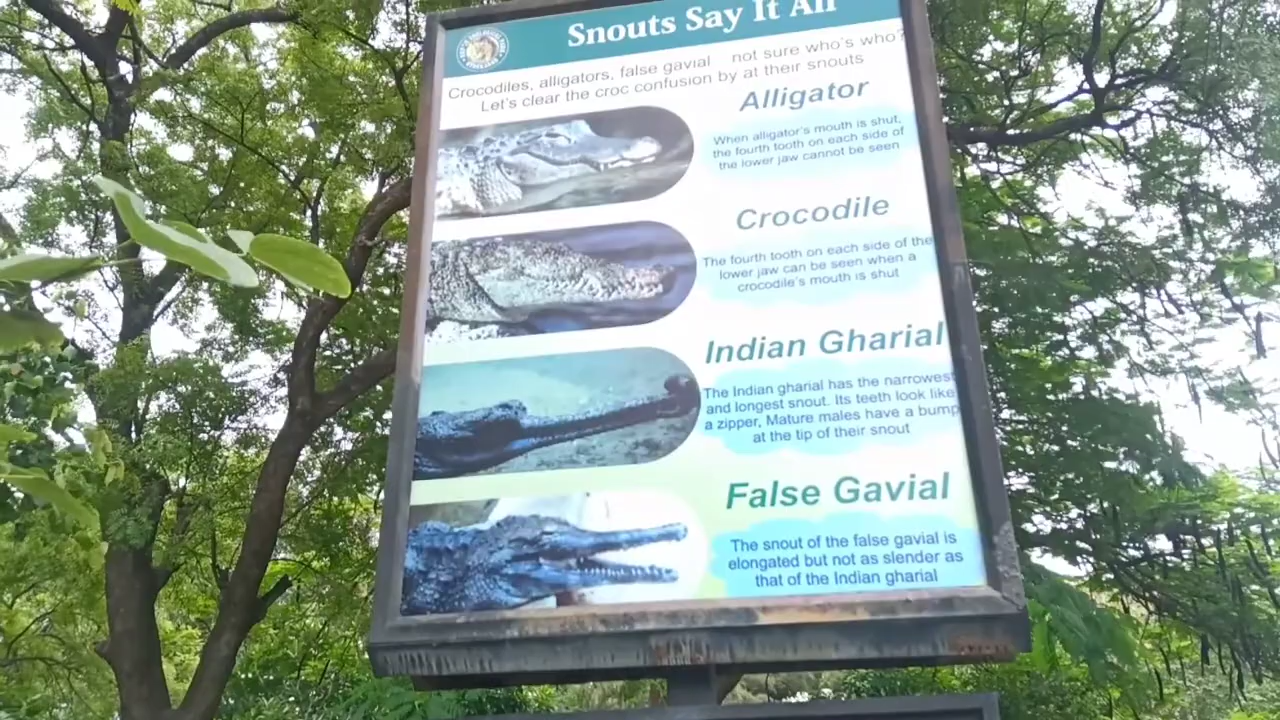 Snouts Say It All
Crocodiles, alligators, false gavial not sure who's who?
Let's clear the croc confusion by at their snouts
Alligator
When alligator's mouth is shut,
the fourth tooth on each side of
the lower jaw cannot be seen
Crocodile
The fourth tooth on each side of the
lower jaw can be seen when a
crocodile's mouth is shut
Indian Gharial
The Indian gharial has the narrowest
and longest snout. Its teeth look like
a zipper, Mature males have a bump
at the tip of their snout
False Gavial
The snout of the false gavial is
elongated but not as slender as
that of the Indian gharial